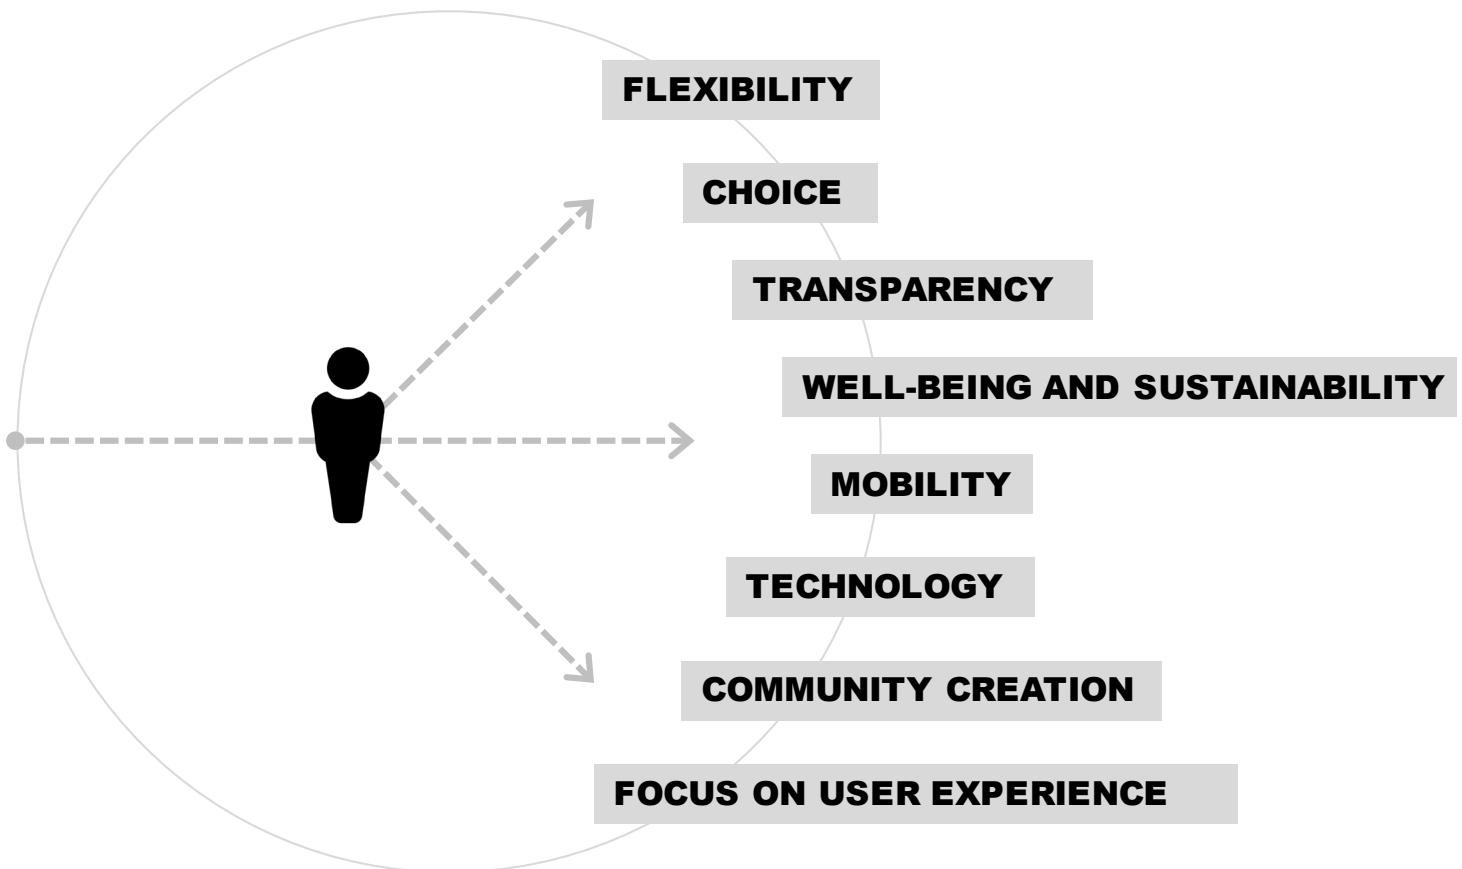 FLEXIBILITY
CHOICE
TRANSPARENCY
WELL-BEING AND SUSTAINABILITY
MOBILITY
TECHNOLOGY
COMMUNITY CREATION
FOCUS ON USER EXPERIENCE